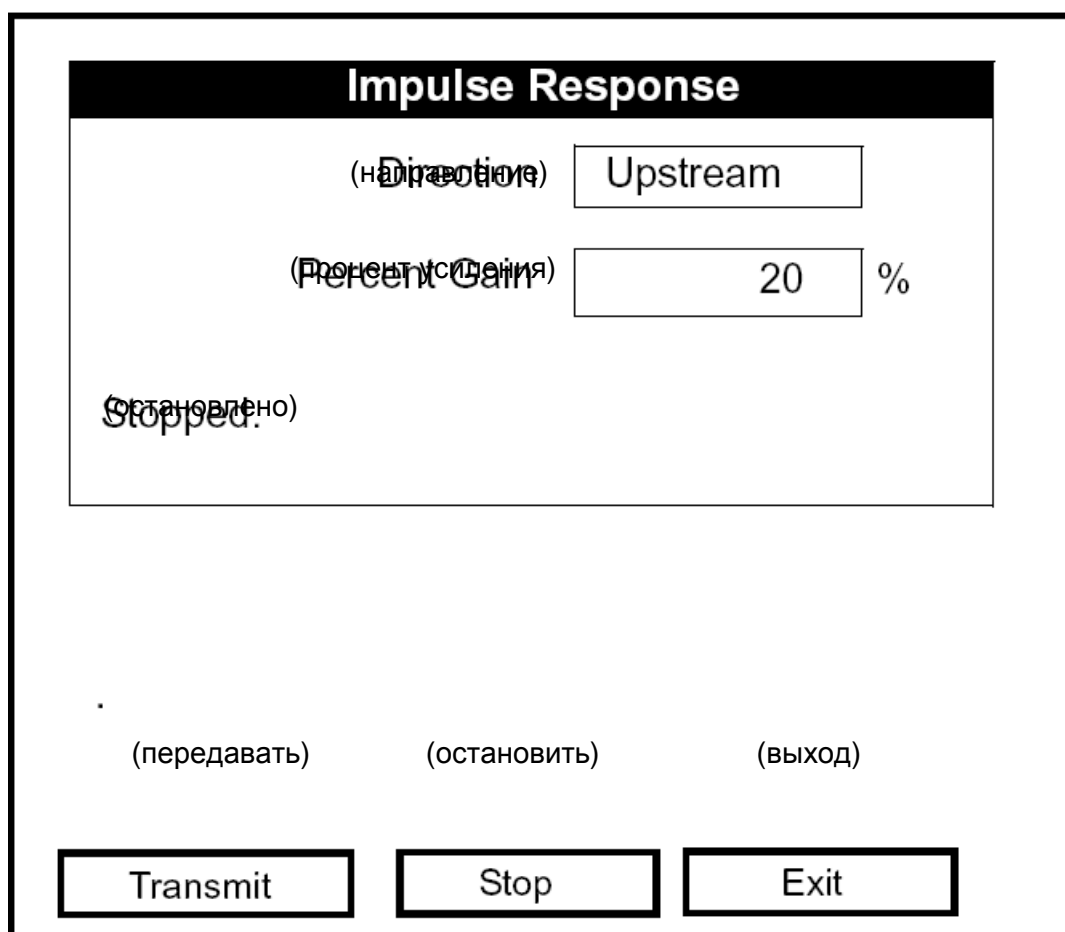 Impulse Response
(направление) Direction Upstream
(процент усиления) Percent Gain 20 %
(остановлено) Stopped.
.
(передавать) (остановить) (выход)
Transmit Stop Exit